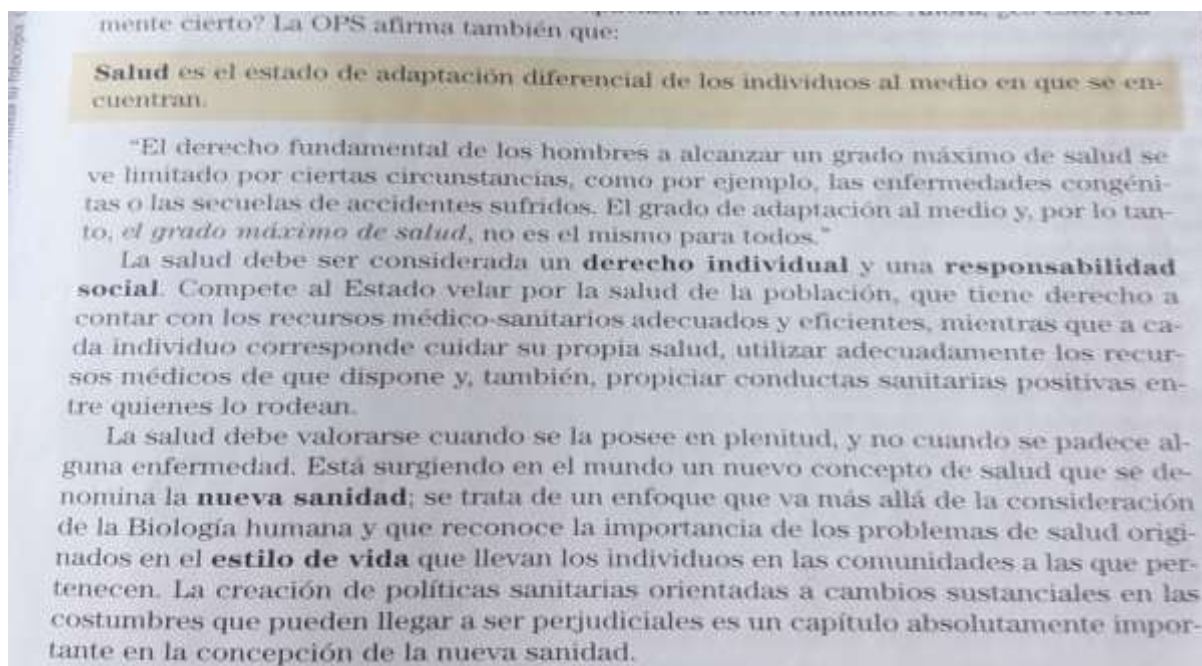 mente cierto? La OPS afirma también que:
Salud es el estado de adaptación diferencial de los individuos al medio en que se en-
cuentran.
"El derecho fundamental de los hombres a alcanzar un grado máximo de salud se
ve limitado por ciertas circunstancias, como por ejemplo, las enfermedades congéni-
tas o las secuelas de accidentes sufridos. El grado de adaptación al medio y, por lo tan-
to, el grado máximo de salud, no es el mismo para todos."
La salud debe ser considerada un derecho individual y una responsabilidad
social. Compete al Estado velar por la salud de la población, que tiene derecho a
contar con los recursos médico-sanitarios adecuados y eficientes, mientras que a ca-
da individuo corresponde cuidar su propia salud, utilizar adecuadamente los recur-
sos médicos de que dispone y, también, propiciar conductas sanitarias positivas en-
tre quienes lo rodean.
La salud debe valorarse cuando se la posee en plenitud, y no cuando se padece al-
guna enfermedad. Está surgiendo en el mundo un nuevo concepto de salud que se de-
nomina la nueva sanidad; se trata de un enfoque que va más allá de la consideración
de la Biología humana y que reconoce la importancia de los problemas de salud origi-
nados en el estilo de vida que llevan los individuos en las comunidades a las que per-
tenecen. La creación de políticas sanitarias orientadas a cambios sustanciales en las
costumbres que pueden llegar a ser perjudiciales es un capítulo absolutamente impor-
tante en la concepción de la nueva sanidad.